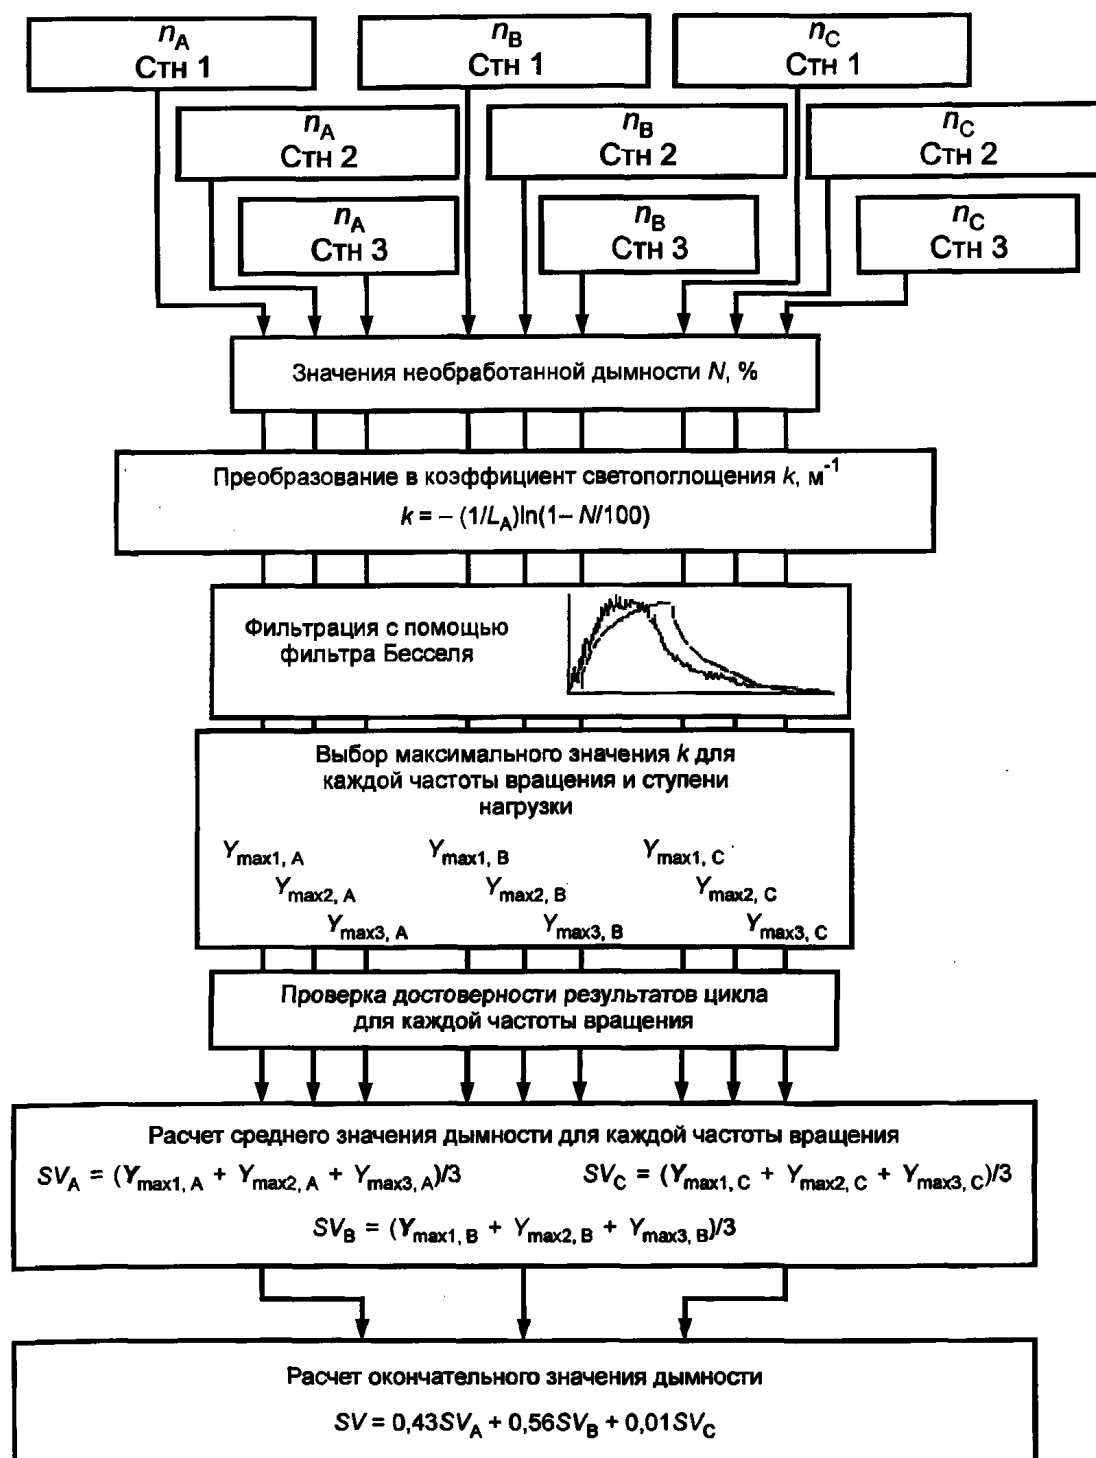 n_A
Стн 1
n_B
Стн 1
n_C
Стн 1
n_A
Стн 2
n_B
Стн 2
n_C
Стн 2
n_A
Стн 3
n_B
Стн 3
n_C
Стн 3
Значения необработанной дымности N, %
Преобразование в коэффициент светопоглощения k, м⁻¹
k = – (1/L_A)ln(1– N/100)
Фильтрация с помощью
фильтра Бесселя
Выбор максимального значения k для
каждой частоты вращения и ступени
нагрузки
Y_max1, A Y_max1, B Y_max1, C
Y_max2, A Y_max2, B Y_max2, C
Y_max3, A Y_max3, B Y_max3, C
Проверка достоверности результатов цикла
для каждой частоты вращения
Расчет среднего значения дымности для каждой частоты вращения
SV_A = (Y_max1, A + Y_max2, A + Y_max3, A)/3 SV_C = (Y_max1, C + Y_max2, C + Y_max3, C)/3
SV_B = (Y_max1, B + Y_max2, B + Y_max3, B)/3
Расчет окончательного значения дымности
SV = 0,43SV_A + 0,56SV_B + 0,01SV_C